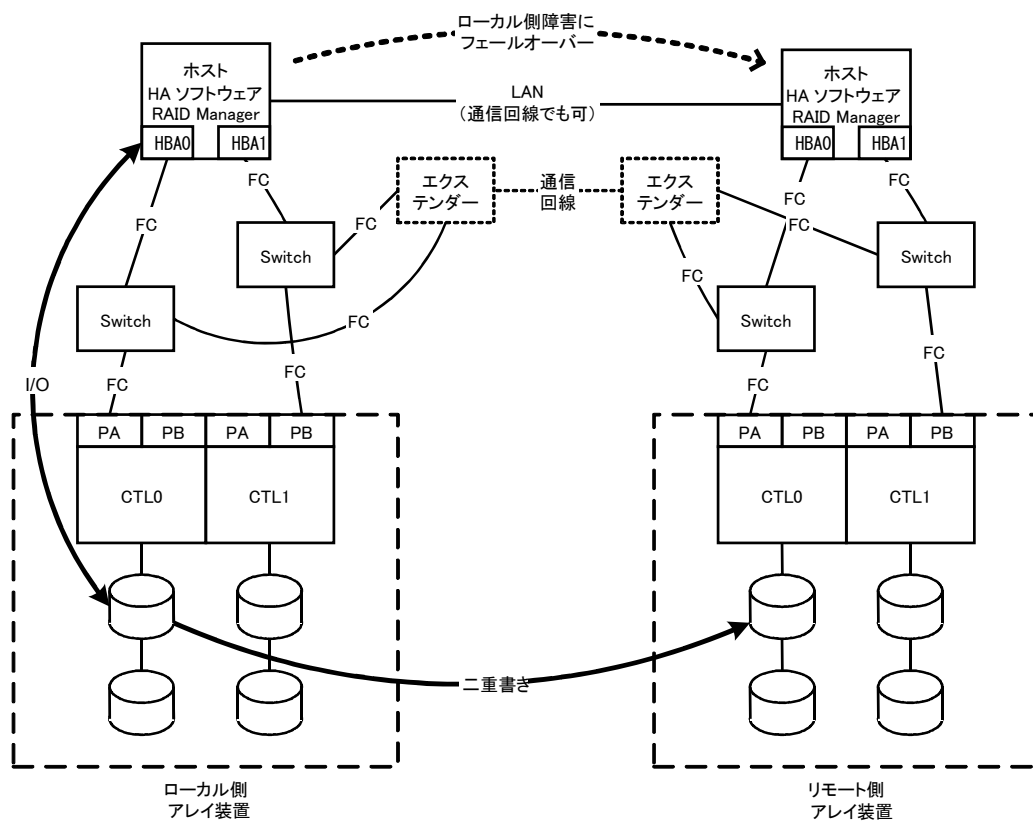 ローカル側障害に
フェールオーバー
ホスト
HA ソフトウェア
RAID Manager
HBA0
HBA1
LAN
（通信回線でも可）
ホスト
HA ソフトウェア
RAID Manager
HBA0
HBA1
FC
FC
エクス
テンダー
通信
回線
エクス
テンダー
FC
FC
FC
FC
Switch
Switch
FC
Switch
FC
Switch
FC
FC
FC
FC
I/O
FC
PA
PB
PA
PB
CTL0
CTL1
PA
PB
PA
PB
CTL0
CTL1
二重書き
ローカル側
アレイ装置
リモート側
アレイ装置